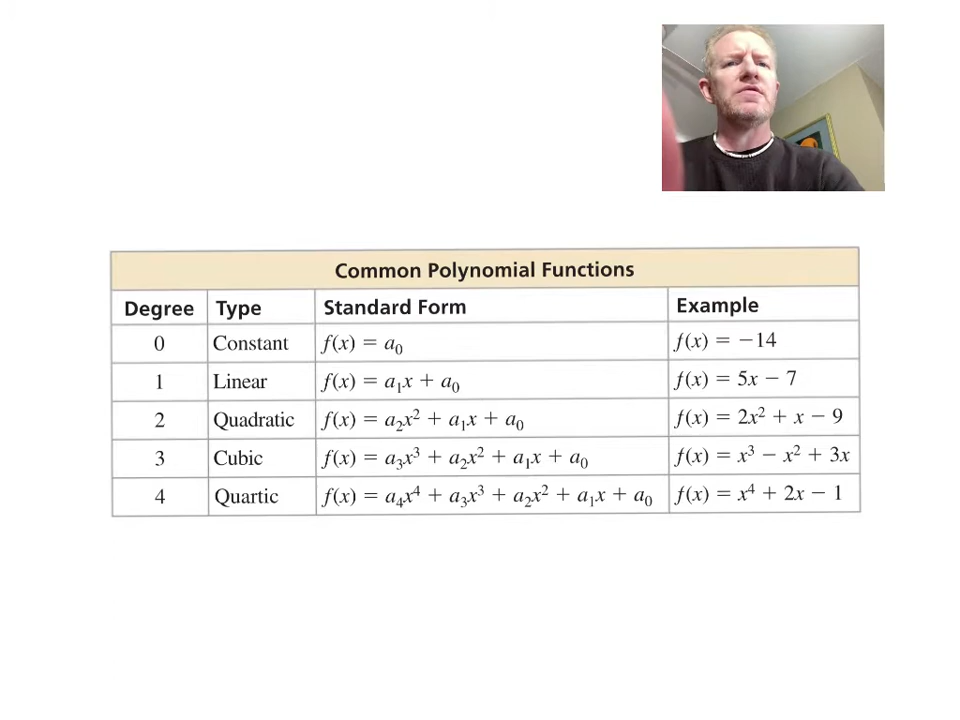 Common Polynomial Functions
Degree Type Standard Form Example
0 Constant f(x) = a₀ f(x) = −14
1 Linear f(x) = a₁x + a₀ f(x) = 5x − 7
2 Quadratic f(x) = a₂x² + a₁x + a₀ f(x) = 2x² + x − 9
3 Cubic f(x) = a₃x³ + a₂x² + a₁x + a₀ f(x) = x³ − x² + 3x
4 Quartic f(x) = a₄x⁴ + a₃x³ + a₂x² + a₁x + a₀ f(x) = x⁴ + 2x − 1